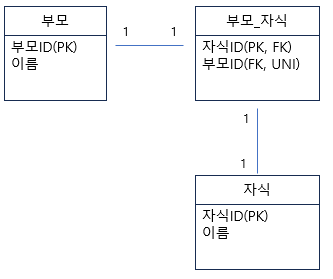 부모
부모ID(PK)
이름
1
1
부모_자식
자식ID(PK, FK)
부모ID(FK, UNI)
1
1
자식
자식ID(PK)
이름